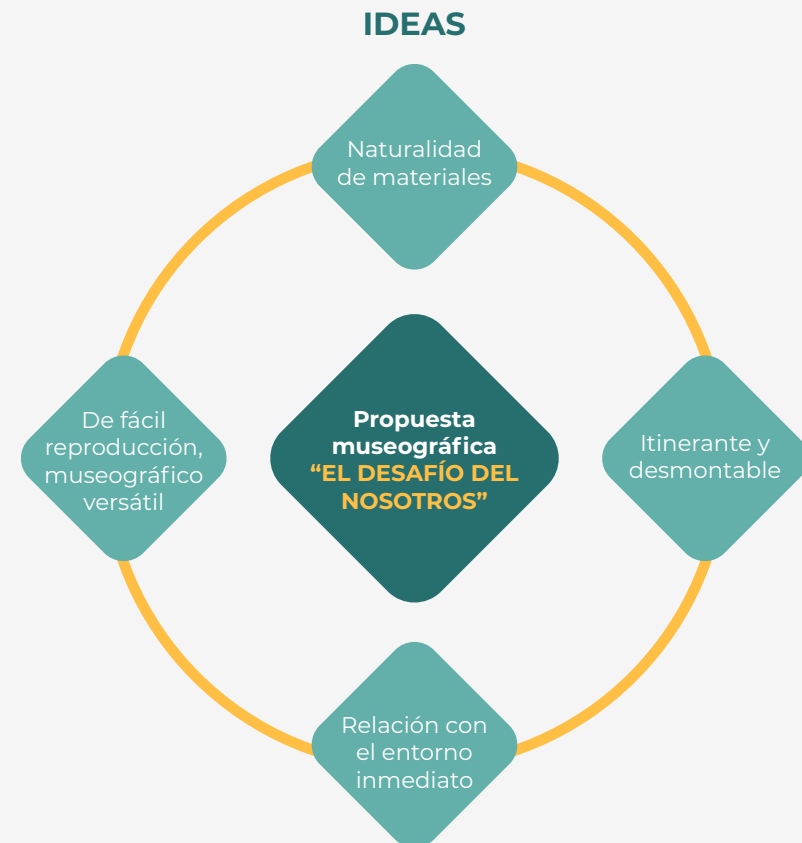 IDEAS
Naturalidad
de materiales
De fácil
reproducción,
museográfico
versátil
Propuesta
museográfica
“EL DESAFÍO DEL
NOSOTROS”
Itinerante y
desmontable
Relación con
el entorno
inmediato